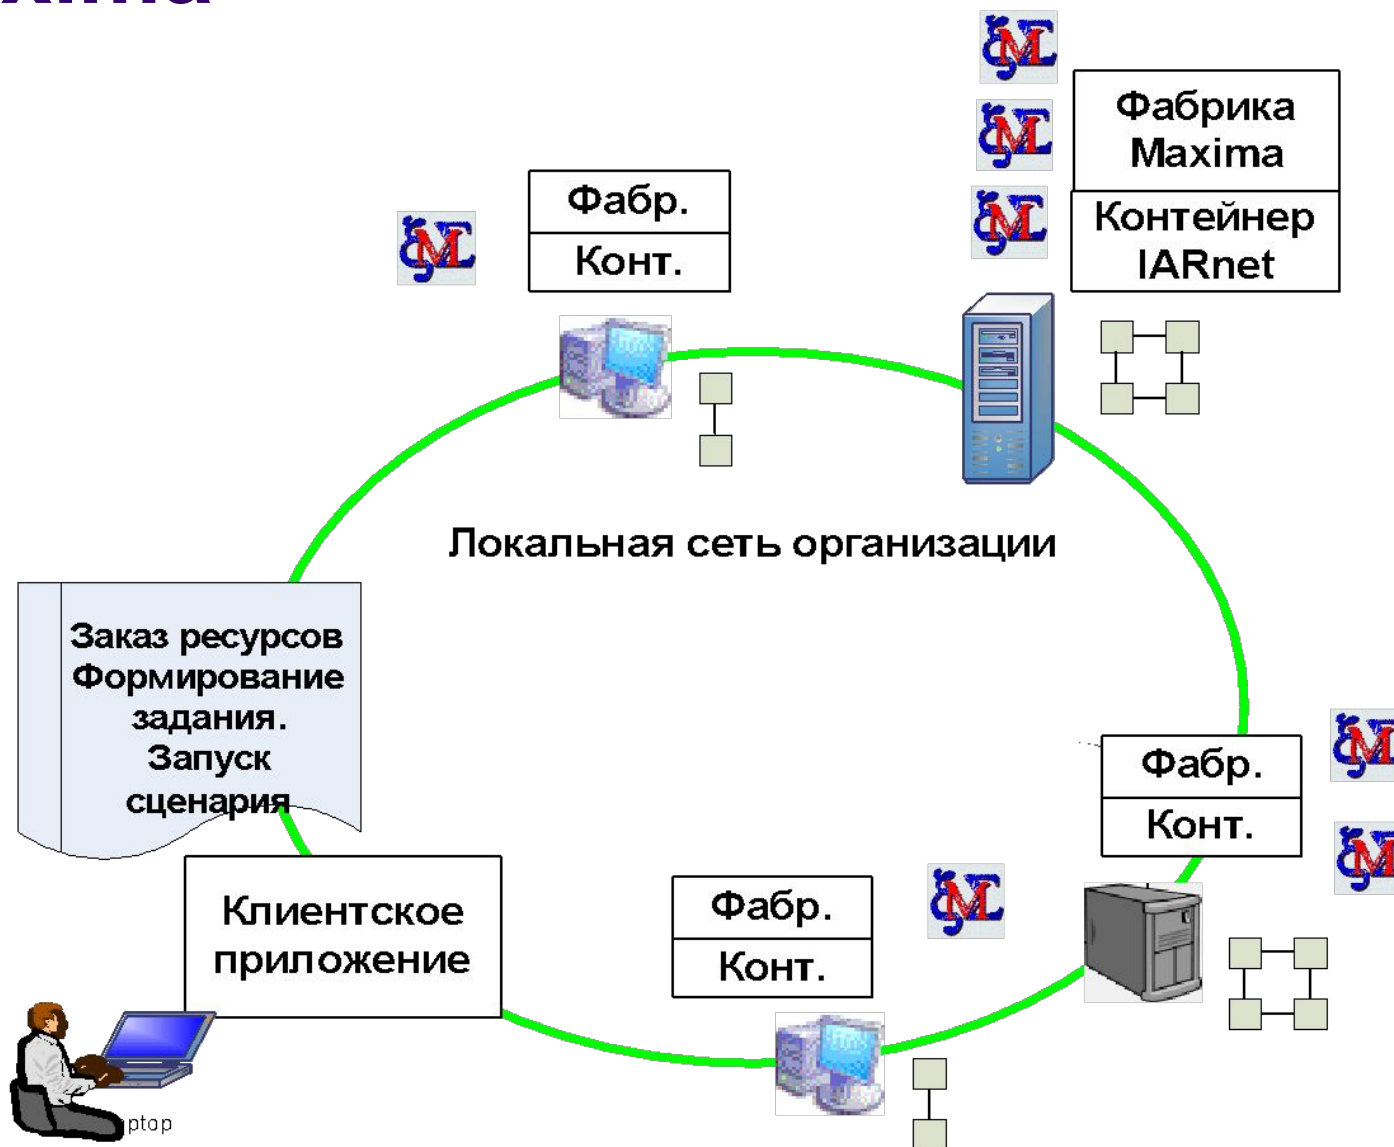 Фабрика
Maxima
Контейнер
IARnet
Фабр.
Конт.
Локальная сеть организации
Заказ ресурсов
Формирование
задания.
Запуск
сценария
Фабр.
Конт.
Клиентское
приложение
Фабр.
Конт.
ptop